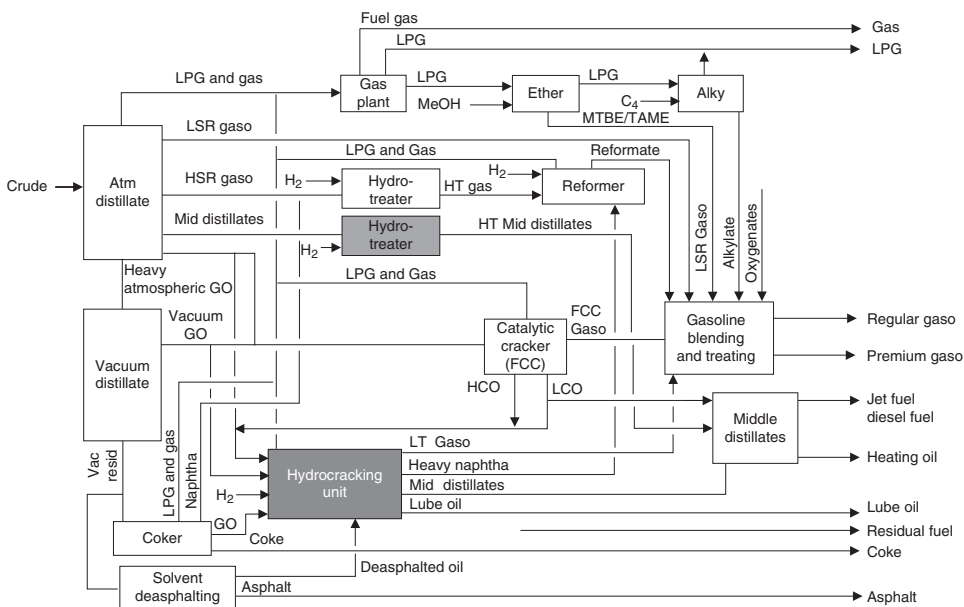 Fuel gas
Gas
LPG
LPG
LPG and gas
Gas
plant
LPG
MeOH
Ether
LPG
C4
Alky
MTBE/TAME
LSR gaso
LPG and Gas
Reformate
Crude
Atm
distillate
HSR gaso
H2
Hydro-
treater
HT gas
H2
Reformer
Mid distillates
H2
Hydro-
treater
HT Mid distillates
LSR Gaso
Alkylate
Oxygenates
Heavy
atmospheric GO
LPG and Gas
Vacuum
GO
Vacuum
distillate
Catalytic
cracker
(FCC)
FCC
Gaso
Gasoline
blending
and treating
Regular gaso
Premium gaso
HCO
LCO
Middle
distillates
Jet fuel
diesel fuel
Heating oil
Vac
resid
LPG and gas
Naphtha
LT Gaso
Hydrocracking
unit
Heavy naphtha
Mid distillates
Lube oil
H2
GO
Lube oil
Residual fuel
Coker
Coke
Coke
Deasphalted oil
Solvent
deasphalting
Asphalt
Asphalt